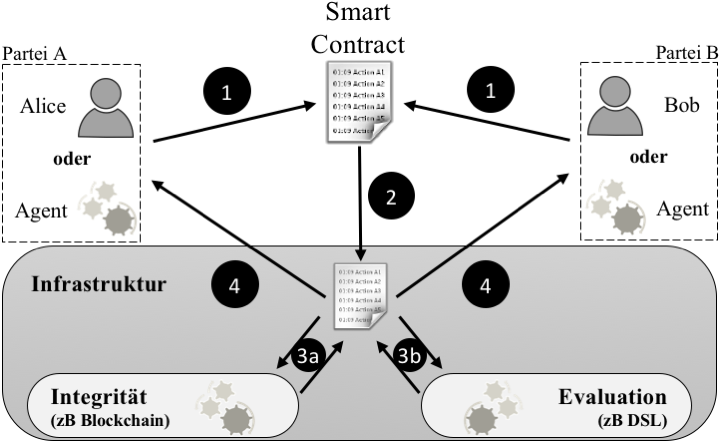 Smart
Contract
Partei A
Partei B
Alice
oder
Agent
1
01:09 Action A1
01:09 Action A2
01:09 Action A3
01:09 Action A4
01:09 Action A5
01:09 Action
1
Bob
oder
Agent
2
Infrastruktur
4
01:09 Action A1
01:09 Action A2
01:09 Action A3
01:09 Action A4
01:09 Action A5
01:09 Action
4
3a
3b
Integrität
(zB Blockchain)
Evaluation
(zB DSL)